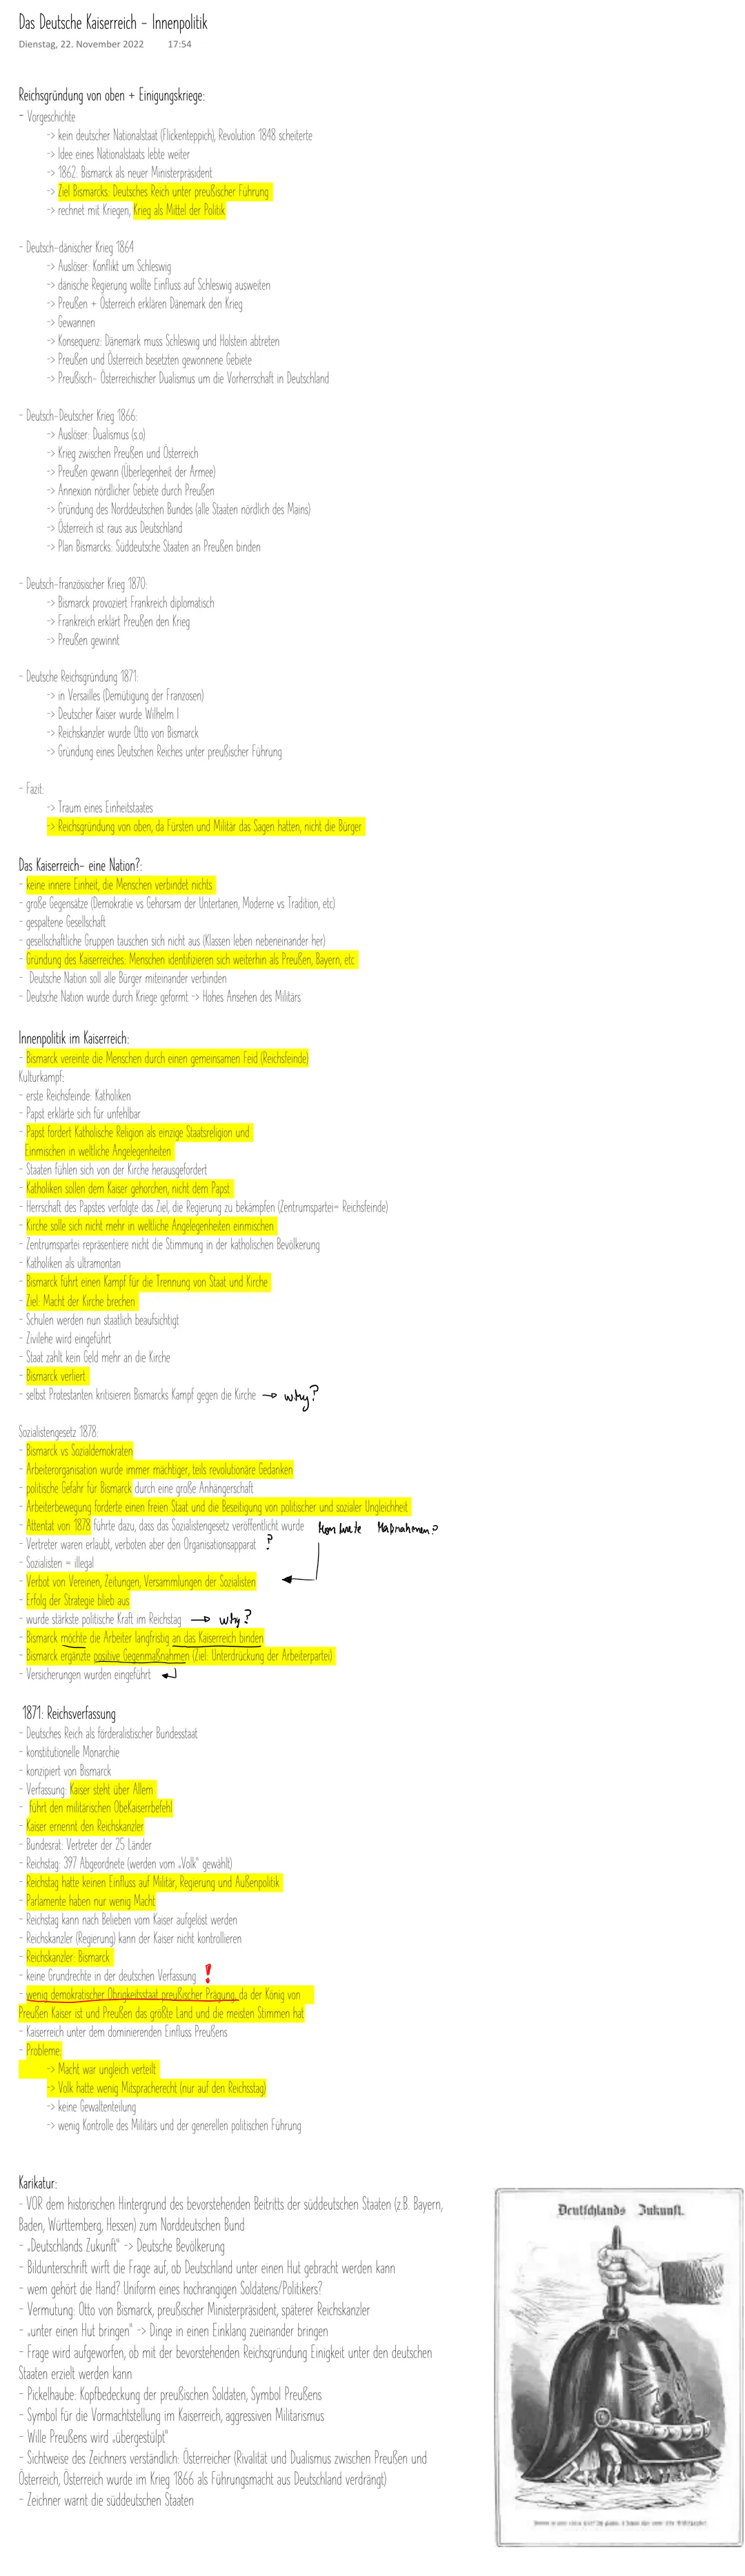 Das Deutsche Kaiserreich - Innenpolitik
Dienstag, 22. November 2022 17:54
Reichsgründung von oben + Einigungskriege:
- Vorgeschichte
-> kein deutscher Nationalstaat (Flickenteppich), Revolution 1848 scheiterte
-> Idee eines Nationalstaats lebte weiter
-> 1862: Bismarck als neuer Ministerpräsident
-> Ziel Bismarcks: Deutsches Reich unter preußischer Führung
-> rechnet mit Kriegen, Krieg als Mittel der Politik
- Deutsch-dänischer Krieg 1864
-> Auslöser: Konflikt um Schleswig
-> dänische Regierung wollte Einfluss auf Schleswig ausweiten
-> Preußen + Österreich erklären Dänemark den Krieg
-> Gewannen
-> Konsequenz: Dänemark muss Schleswig und Holstein abtreten
-> Preußen und Österreich besetzten gewonnene Gebiete
-> Preußisch- Österreichischer Dualismus um die Vorherrschaft in Deutschland
- Deutsch-Deutscher Krieg 1866:
-> Auslöser: Dualismus (s.o)
-> Krieg zwischen Preußen und Österreich
-> Preußen gewann (Überlegenheit der Armee)
-> Annexion nördlicher Gebiete durch Preußen
-> Gründung des Norddeutschen Bundes (alle Staaten nördlich des Mains)
-> Österreich ist raus aus Deutschland
-> Plan Bismarcks: Süddeutsche Staaten an Preußen binden
- Deutsch-französischer Krieg 1870:
-> Bismarck provoziert Frankreich diplomatisch
-> Frankreich erklärt Preußen den Krieg
-> Preußen gewinnt
- Deutsche Reichsgründung 1871:
-> in Versailles (Demütigung der Franzosen)
-> Deutscher Kaiser wurde Wilhelm I
-> Reichskanzler wurde Otto von Bismarck
-> Gründung eines Deutschen Reiches unter preußischer Führung
- Fazit:
-> Traum eines Einheitstaates
-> Reichsgründung von oben, da Fürsten und Militär das Sagen hatten, nicht die Bürger
Das Kaiserreich- eine Nation?:
- keine innere Einheit, die Menschen verbindet nichts
- große Gegensätze (Demokratie vs Gehorsam der Untertanen, Moderne vs Tradition, etc)
- gespaltene Gesellschaft
- gesellschaftliche Gruppen tauschen sich nicht aus (Klassen leben nebeneinander her)
- Gründung des Kaiserreiches: Menschen identifizieren sich weiterhin als Preußen, Bayern, etc
- Deutsche Nation soll alle Bürger miteinander verbinden
- Deutsche Nation wurde durch Kriege geformt -> Hohes Ansehen des Militärs
Innenpolitik im Kaiserreich:
- Bismarck vereinte die Menschen durch einen gemeinsamen Feid (Reichsfeinde)
Kulturkampf:
- erste Reichsfeinde: Katholiken
- Papst erklärte sich für unfehlbar
- Papst fordert Katholische Religion als einzige Staatsreligion und
Einmischen in weltliche Angelegenheiten
- Staaten fühlen sich von der Kirche herausgefordert
- Katholiken sollen dem Kaiser gehorchen, nicht dem Papst
- Herrschaft des Papstes verfolgte das Ziel, die Regierung zu bekämpfen (Zentrumspartei= Reichsfeinde)
- Kirche solle sich nicht mehr in weltliche Angelegenheiten einmischen
- Zentrumspartei repräsentiere nicht die Stimmung in der katholischen Bevölkerung
- Katholiken als ultramontan
- Bismarck führt einen Kampf für die Trennung von Staat und Kirche
- Ziel: Macht der Kirche brechen
- Schulen werden nun staatlich beaufsichtigt
- Zivilehe wird eingeführt
- Staat zahlt kein Geld mehr an die Kirche
- Bismarck verliert
- selbst Protestanten kritisieren Bismarcks Kampf gegen die Kirche → why?
Sozialistengesetz 1878:
- Bismarck vs Sozialdemokraten
- Arbeiterorganisation wurde immer mächtiger, teils revolutionäre Gedanken
- politische Gefahr für Bismarck durch eine große Anhängerschaft
- Arbeiterbewegung forderte einen freien Staat und die Beseitigung von politischer und sozialer Ungleichheit
- Attentat von 1878 führte dazu, dass das Sozialistengesetz veröffentlicht wurde Konkrete Maßnahmen?
- Vertreter waren erlaubt, verboten aber den Organisationsapparat ?
- Sozialisten = illegal
- Verbot von Vereinen, Zeitungen, Versammlungen der Sozialisten ←
- Erfolg der Strategie blieb aus
- wurde stärkste politische Kraft im Reichstag → why?
- Bismarck möchte die Arbeiter langfristig an das Kaiserreich binden
- Bismarck ergänzte positive Gegenmaßnahmen (Ziel: Unterdrückung der Arbeiterpartei)
- Versicherungen wurden eingeführt ↵
1871: Reichsverfassung
- Deutsches Reich als förderalistischer Bundesstaat
- konstitutionelle Monarchie
- konzipiert von Bismarck
- Verfassung: Kaiser steht über Allem
- führt den militärischen ObeKaiserrbefehl
- Kaiser ernennt den Reichskanzler
- Bundesrat: Vertreter der 25 Länder
- Reichstag: 397 Abgeordnete (werden vom „Volk" gewählt)
- Reichstag hatte keinen Einfluss auf Militär, Regierung und Außenpolitik
- Parlamente haben nur wenig Macht
- Reichstag kann nach Belieben vom Kaiser aufgelöst werden
- Reichskanzler (Regierung) kann der Kaiser nicht kontrollieren
- Reichskanzler: Bismarck
- keine Grundrechte in der deutschen Verfassung !
- wenig demokratischer Obrigkeitsstaat preußischer Prägung, da der König von
Preußen Kaiser ist und Preußen das größte Land und die meisten Stimmen hat
- Kaiserreich unter dem dominierenden Einfluss Preußens
- Probleme:
-> Macht war ungleich verteilt
-> Volk hatte wenig Mitspracherecht (nur auf den Reichsstag)
-> keine Gewaltenteilung
-> wenig Kontrolle des Militärs und der generellen politischen Führung
Karikatur:
- VOR dem historischen Hintergrund des bevorstehenden Beitritts der süddeutschen Staaten (z.B. Bayern,
Baden, Württemberg, Hessen) zum Norddeutschen Bund
- „Deutschlands Zukunft" -> Deutsche Bevölkerung
- Bildunterschrift wirft die Frage auf, ob Deutschland unter einen Hut gebracht werden kann
- wem gehört die Hand? Uniform eines hochrangigen Soldatens/Politikers?
- Vermutung: Otto von Bismarck, preußischer Ministerpräsident, späterer Reichskanzler
- „unter einen Hut bringen" -> Dinge in einen Einklang zueinander bringen
- Frage wird aufgeworfen, ob mit der bevorstehenden Reichsgründung Einigkeit unter den deutschen
Staaten erzielt werden kann
- Pickelhaube: Kopfbedeckung der preußischen Soldaten, Symbol Preußens
- Symbol für die Vormachtstellung im Kaiserreich, aggressiven Militarismus
- Wille Preußens wird „übergestülpt"
- Sichtweise des Zeichners verständlich: Österreicher (Rivalität und Dualismus zwischen Preußen und
Österreich, Österreich wurde im Krieg 1866 als Führungsmacht aus Deutschland verdrängt)
- Zeichner warnt die süddeutschen Staaten
Deutschlands Zukunft.